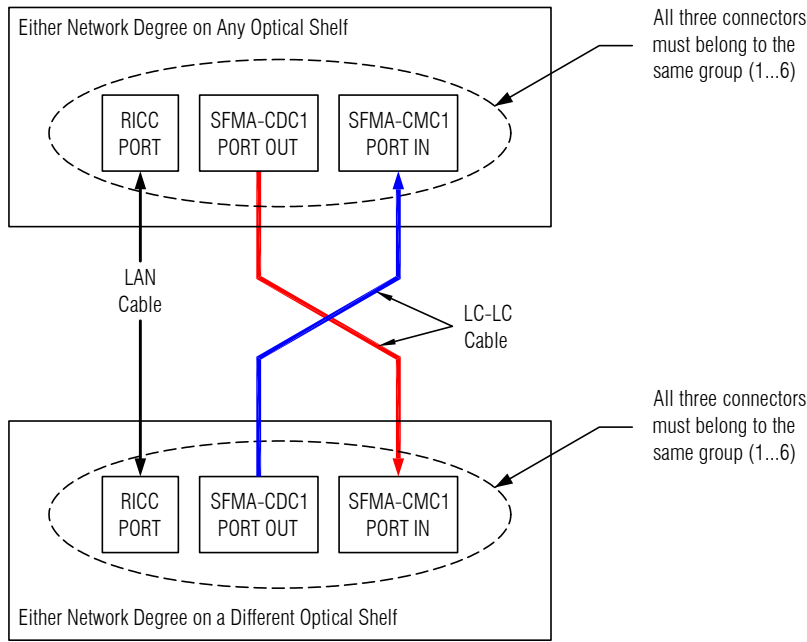 Either Network Degree on Any Optical Shelf
All three connectors
must belong to the
same group (1...6)
RICC
PORT
SFMA-CDC1
PORT OUT
SFMA-CMC1
PORT IN
LAN
Cable
LC-LC
Cable
All three connectors
must belong to the
same group (1...6)
RICC
PORT
SFMA-CDC1
PORT OUT
SFMA-CMC1
PORT IN
Either Network Degree on a Different Optical Shelf